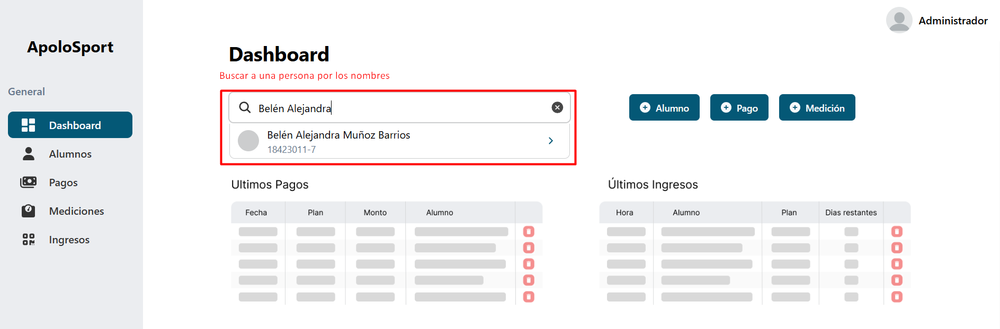 Administrador
ApoloSport
Dashboard
Buscar a una persona por los nombres
General
Belén Alejandra
Alumno
Pago
Medición
Dashboard
Belén Alejandra Muñoz Barrios
18423011-7
Alumnos
Pagos
Mediciones
Ingresos
Ultimos Pagos
Fecha Plan Monto Alumno
Últimos Ingresos
Hora Alumno Plan Dias restantes